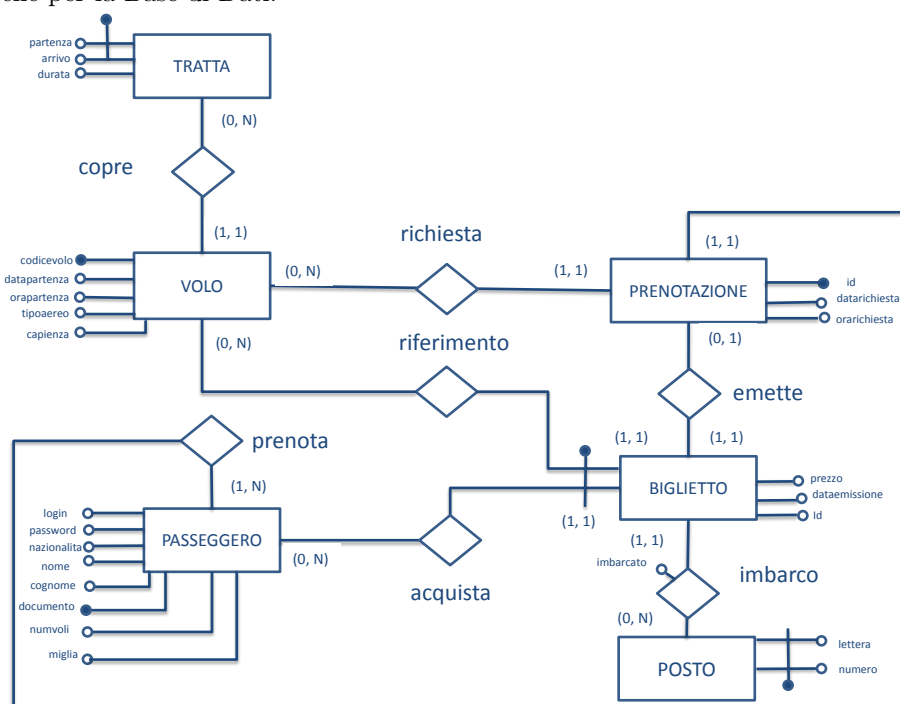 partenza
arrivo
durata
TRATTA
(0, N)
copre
(1, 1)
richiesta
(1, 1)
codicevolo
datapartenza
orapartenza
tipoaereo
capienza
VOLO
(0, N)
(1, 1)
PRENOTAZIONE
id
datarichiesta
orarichiesta
(0, N)
riferimento
(0, 1)
emette
prenota
(1, N)
(1, 1)
(1, 1)
BIGLIETTO
prezzo
dataemissione
Id
login
password
nazionalita
nome
cognome
documento
numvoli
miglia
PASSEGGERO
(0, N)
acquista
(1, 1)
(1, 1)
imbarcato
imbarco
(0, N)
POSTO
lettera
numero